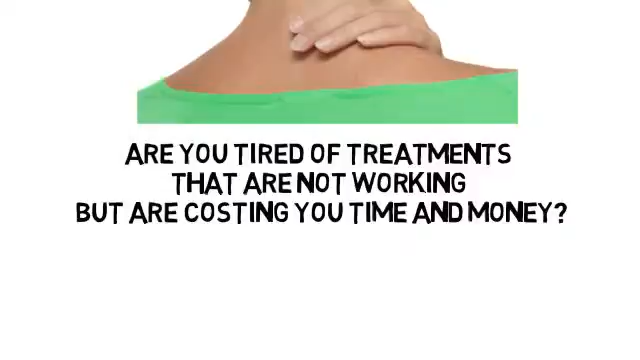 ARE YOU TIRED OF TREATMENTS
THAT ARE NOT WORKING
BUT ARE COSTING YOU TIME AND MONEY?